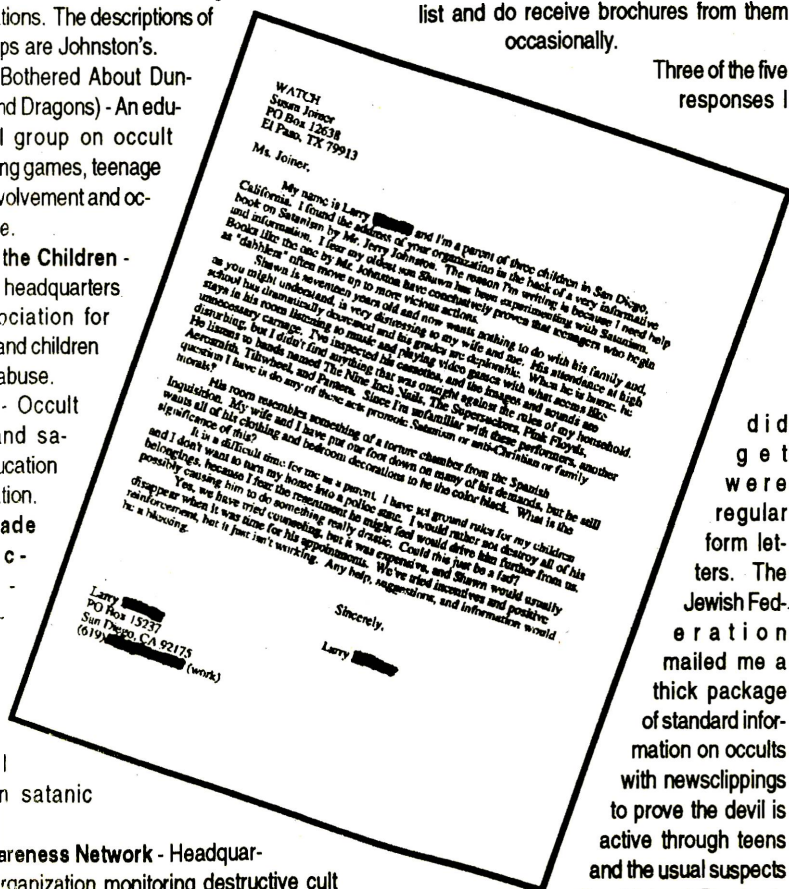 tions. The descriptions of
ps are Johnston's.
Bothered About Dun-
nd Dragons) - An edu-
l group on occult
ng games, teenage
volvement and oc-
e.
the Children -
headquarters
ociation for
and children
abuse.
- Occult
nd sa-
ucation
tion.
ade
c -
-
l
n satanic
areness Network - Headquar-
organization monitoring destructive cult
list and do receive brochures from them
occasionally.
Three of the five
responses I
WATCH
Susan Joiner
PO Box 12638
El Paso, TX 79913
Ms. Joiner,
My name is Larry and I'm a parent of three children in San Diego,
California. I found the address of your organization in the back of a very informative
book on Satanism by Mr. Jerry Johnston. The reason I'm writing is because I need help
and information. I fear my oldest son Shawn has been experimenting with Satanism.
Books like the one by Mr. Johnston have conclusively proven that teenagers who begin
as "dabblers" often move up to more vicious actions.
Shawn is seventeen years old and now wants nothing to do with his family and,
as you might understand, is very distressing to my wife and me. His attendance at high
school has dramatically decreased and his grades are deplorable. When he is home, he
stays in his room listening to music and playing video games with what seems like
unnecessary carnage. I've inspected his cassettes, and the images and sounds are
disturbing, but I didn't find anything that was outright against the rules of my household.
He listens to bands named The Nine Inch Nails, The Supersuckers, Pink Floyds,
Aerosmith, Tiltwheel, and Pantera. Since I'm unfamiliar with these performers, another
question I have is do any of these acts promote Satanism or anti-Christian or family
morals?
His room resembles something of a torture chamber from the Spanish
Inquisition. My wife and I have put our foot down on many of his demands, but he still
wants all of his clothing and bedroom decorations to be the color black. What is the
significance of this?
It is a difficult time for me as a parent. I have set ground rules for my children
and I don't want to turn my home into a police state. I would rather not destroy all of his
belongings, because I fear the resentment he might feel would drive him further from us,
possibly causing him to do something really drastic. Could this just be a fad?
Yes, we have tried counseling, but it was expensive, and Shawn would usually
disappear when it was time for his appointments. We've tried incentives and positive
reinforcement, but it just isn't working. Any help, suggestions, and information would
be a blessing.
Sincerely,
Larry
Larry
PO Box 15237
San Diego, CA 92175
(619) (work)
did
get
were
regular
form let-
ters. The
Jewish Fed-
eration
mailed me a
thick package
of standard infor-
mation on occults
with newsclippings
to prove the devil is
active through teens
and the usual suspects